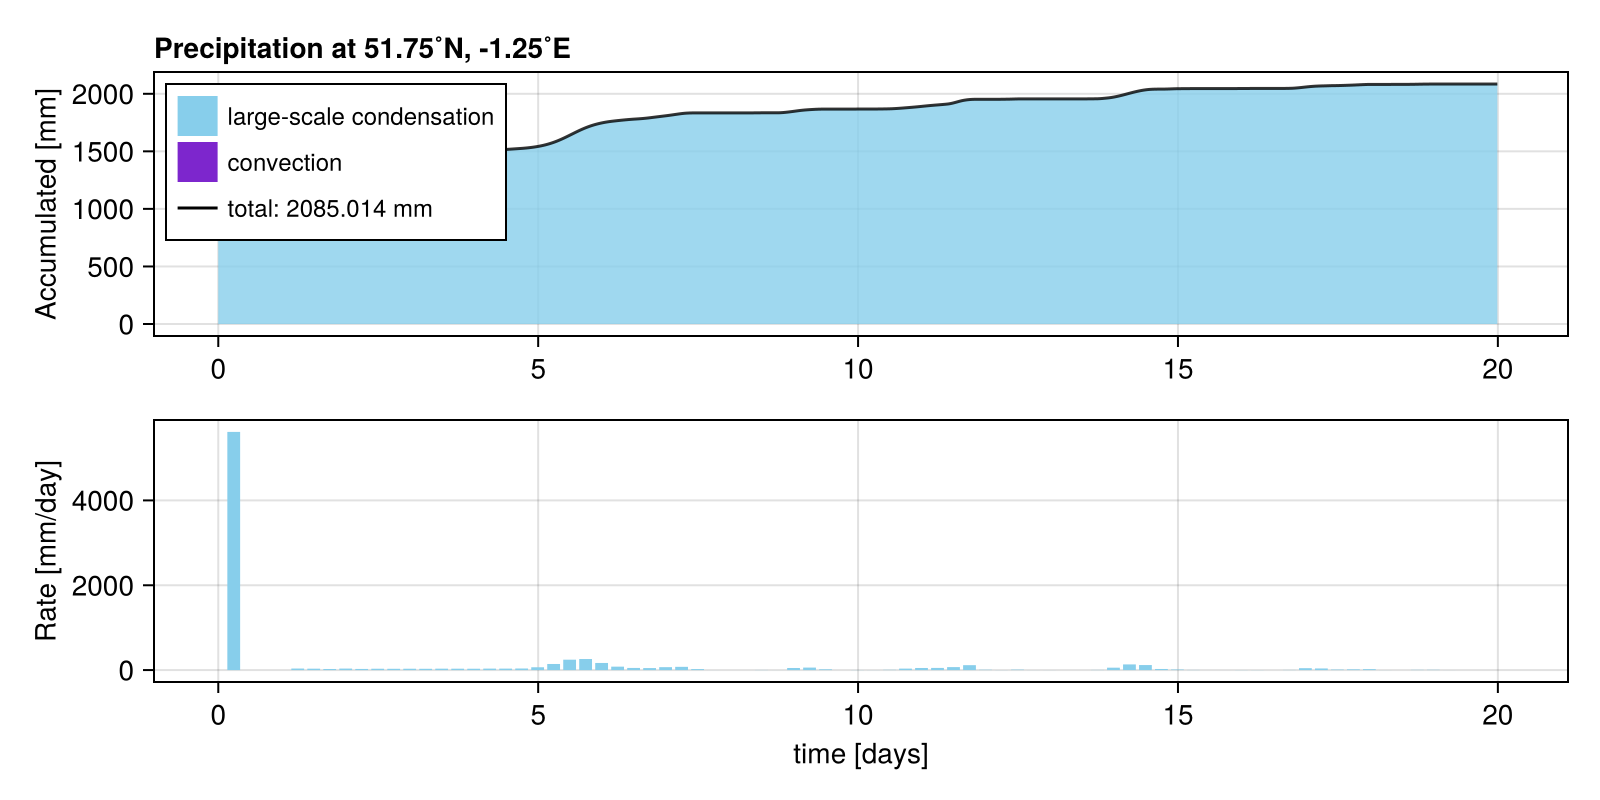 Precipitation at 51.75˚N, -1.25˚E
Accumulated [mm]
2000
1500
1000
500
0
large-scale condensation
convection
total: 2085.014 mm
0 5 10 15 20
Rate [mm/day]
4000
2000
0
0 5 10 15 20
time [days]